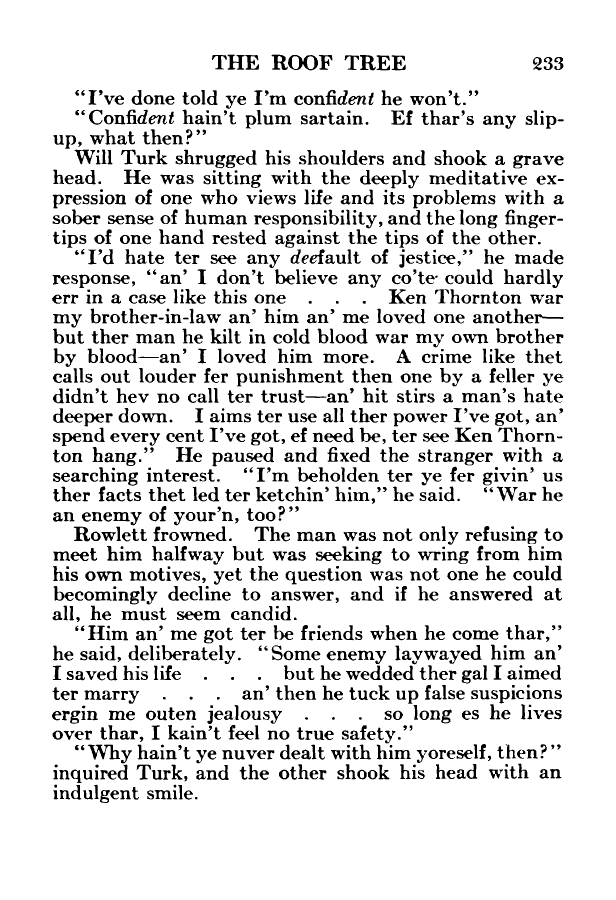 THE ROOF TREE 233
"I've done told ye I'm confident he won't."
"Confident hain't plum sartain. Ef thar's any slip-
up, what then?"
Will Turk shrugged his shoulders and shook a grave
head. He was sitting with the deeply meditative ex-
pression of one who views life and its problems with a
sober sense of human responsibility, and the long finger-
tips of one hand rested against the tips of the other.
"I'd hate ter see any deefault of jestice," he made
response, "an' I don't believe any co'te could hardly
err in a case like this one . . . Ken Thornton war
my brother-in-law an' him an' me loved one another—
but ther man he kilt in cold blood war my own brother
by blood—an' I loved him more. A crime like thet
calls out louder fer punishment then one by a feller ye
didn't hev no call ter trust—an' hit stirs a man's hate
deeper down. I aims ter use all ther power I've got, an'
spend every cent I've got, ef need be, ter see Ken Thorn-
ton hang." He paused and fixed the stranger with a
searching interest. "I'm beholden ter ye fer givin' us
ther facts thet led ter ketchin' him," he said. "War he
an enemy of your'n, too?"
Rowlett frowned. The man was not only refusing to
meet him halfway but was seeking to wring from him
his own motives, yet the question was not one he could
becomingly decline to answer, and if he answered at
all, he must seem candid.
"Him an' me got ter be friends when he come thar,"
he said, deliberately. "Some enemy laywayed him an'
I saved his life . . . but he wedded ther gal I aimed
ter marry . . . an' then he tuck up false suspicions
ergin me outen jealousy . . . so long es he lives
over thar, I kain't feel no true safety."
"Why hain't ye nuver dealt with him yoreself, then?"
inquired Turk, and the other shook his head with an
indulgent smile.